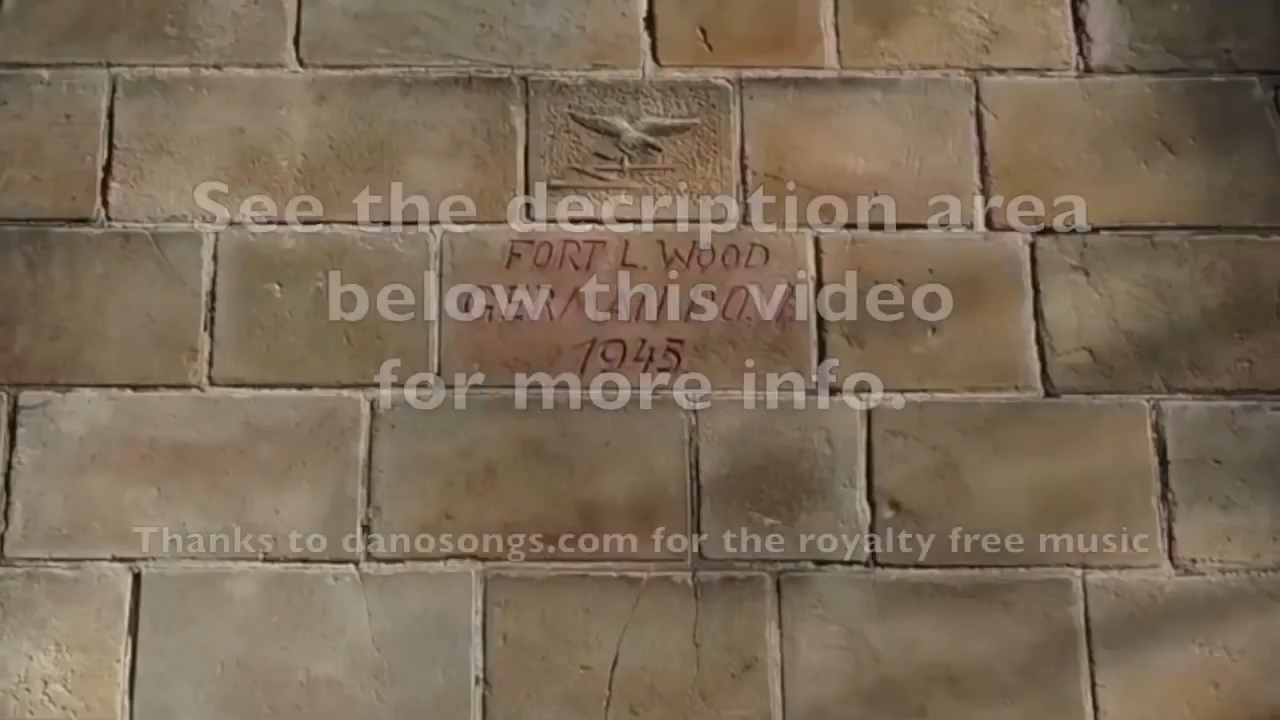 See the decription area
FORT L. WOOD
below this video
GERMAN P.O.W.
1945
for more info.
Thanks to danosongs.com for the royalty free music